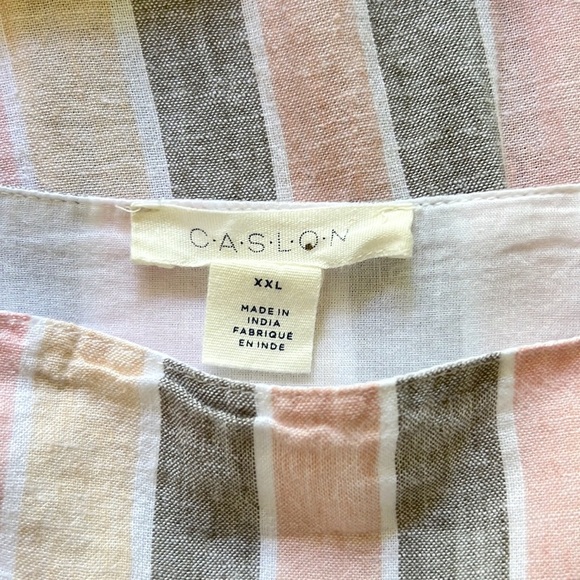 C·A·S·L·O·N
XXL
MADE IN
INDIA
FABRIQUÉ
EN INDE